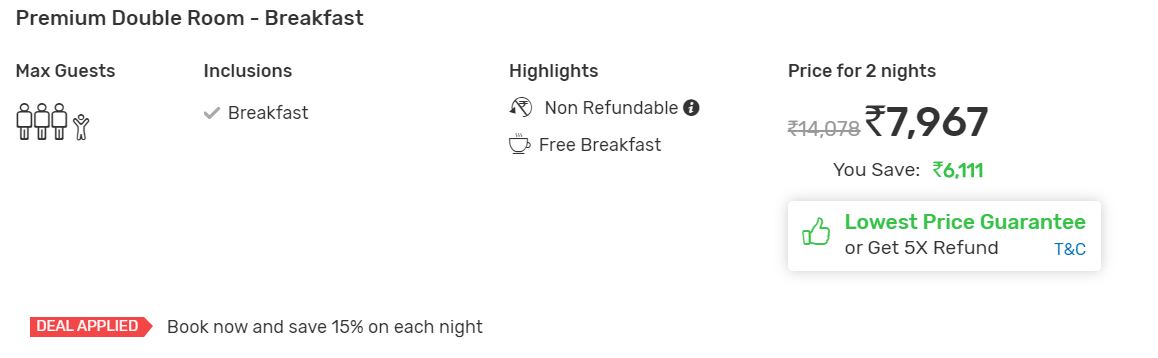 Premium Double Room - Breakfast
Max Guests
Inclusions
Highlights
Price for 2 nights
Breakfast
Non Refundable
Free Breakfast
₹14,078 ₹7,967
You Save: ₹6,111
Lowest Price Guarantee
or Get 5X Refund T&C
DEAL APPLIED Book now and save 15% on each night